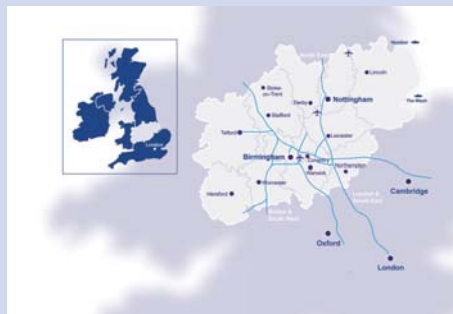 Humber
North East
Lincoln
Stoke-
on-Trent
Derby
Nottingham
The Wash
Stafford
Telford
Leicester
London
Birmingham
Coventry
Northampton
Warwick
Worcester
Hereford
London &
South East
Cambridge
Bristol &
South West
Oxford
London